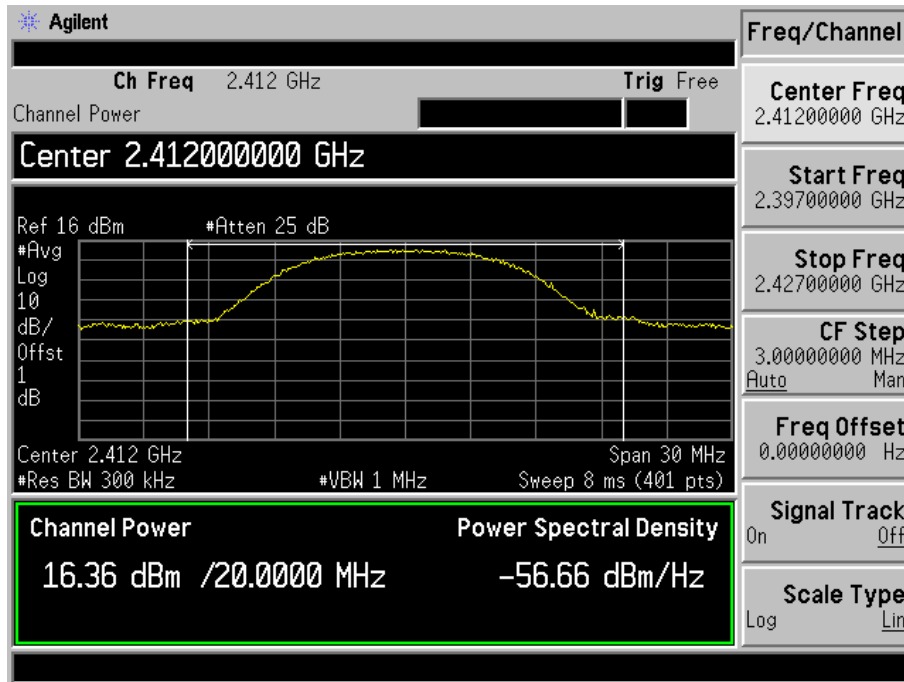 Agilent
Freq/Channel
Ch Freq 2.412 GHz Trig Free
Channel Power
Center 2.412000000 GHz
Ref 16 dBm #Atten 25 dB
#Avg
Log
10
dB/
Offst
1
dB
Center 2.412 GHz Span 30 MHz
#Res BW 300 kHz #VBW 1 MHz Sweep 8 ms (401 pts)
Channel Power Power Spectral Density
16.36 dBm /20.0000 MHz -56.66 dBm/Hz
Center Freq
2.41200000 GHz
Start Freq
2.39700000 GHz
Stop Freq
2.42700000 GHz
CF Step
3.00000000 MHz
Auto Man
Freq Offset
0.00000000 Hz
Signal Track
On Off
Scale Type
Log Lin